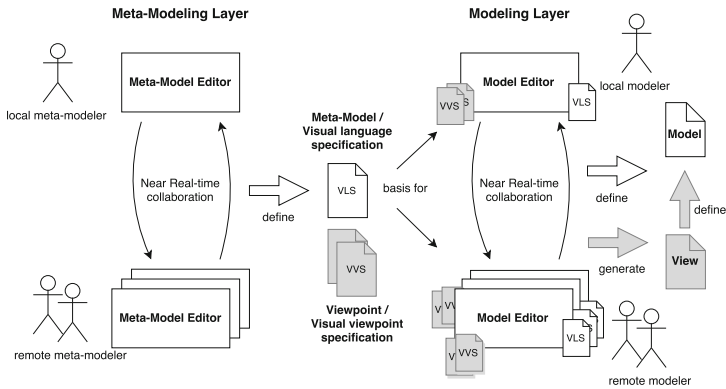 Meta-Modeling Layer
Modeling Layer
Meta-Model Editor
local meta-modeler
Model Editor
local modeler
VVS
S
VLS
Meta-Model /
Visual language
specification
Model
Near Real-time
collaboration
VLS
basis for
Near Real-time
collaboration
define
define
define
VVS
generate
View
Meta-Model Editor
Viewpoint /
Visual viewpoint
specification
V
VV
Model Editor
S
VLS
VVS
V
remote meta-modeler
remote modeler